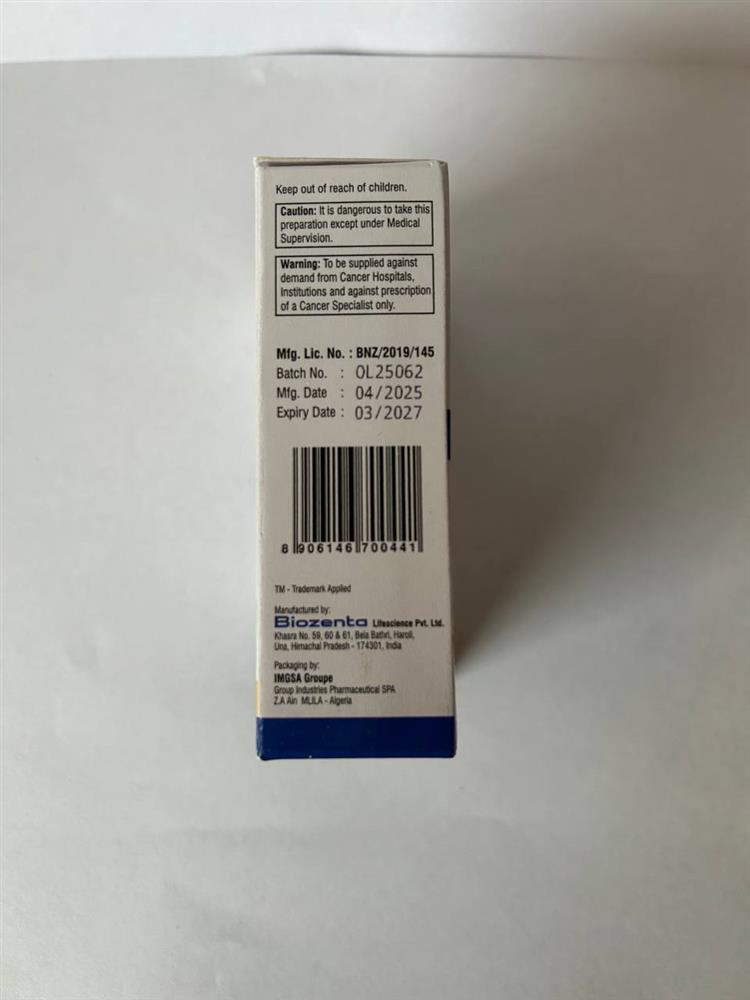 Keep out of reach of children.
Caution: It is dangerous to take this
preparation except under Medical
Supervision.
Warning: To be supplied against
demand from Cancer Hospitals,
Institutions and against prescription
of a Cancer Specialist only.
Mfg. Lic. No. : BNZ/2019/145
Batch No. : OL25062
Mfg. Date : 04/2025
Expiry Date : 03/2027
8 906146 700441
TM - Trademark Applied
Manufactured by:
Biozenta Lifescience Pvt. Ltd.
Khasra No. 59, 60 & 61, Bela Bathri, Haroli,
Una, Himachal Pradesh - 174301, India
Packaging by:
IMGSA Groupe
Group Industries Pharmaceutical SPA
Z.A Ain MLILA - Algeria